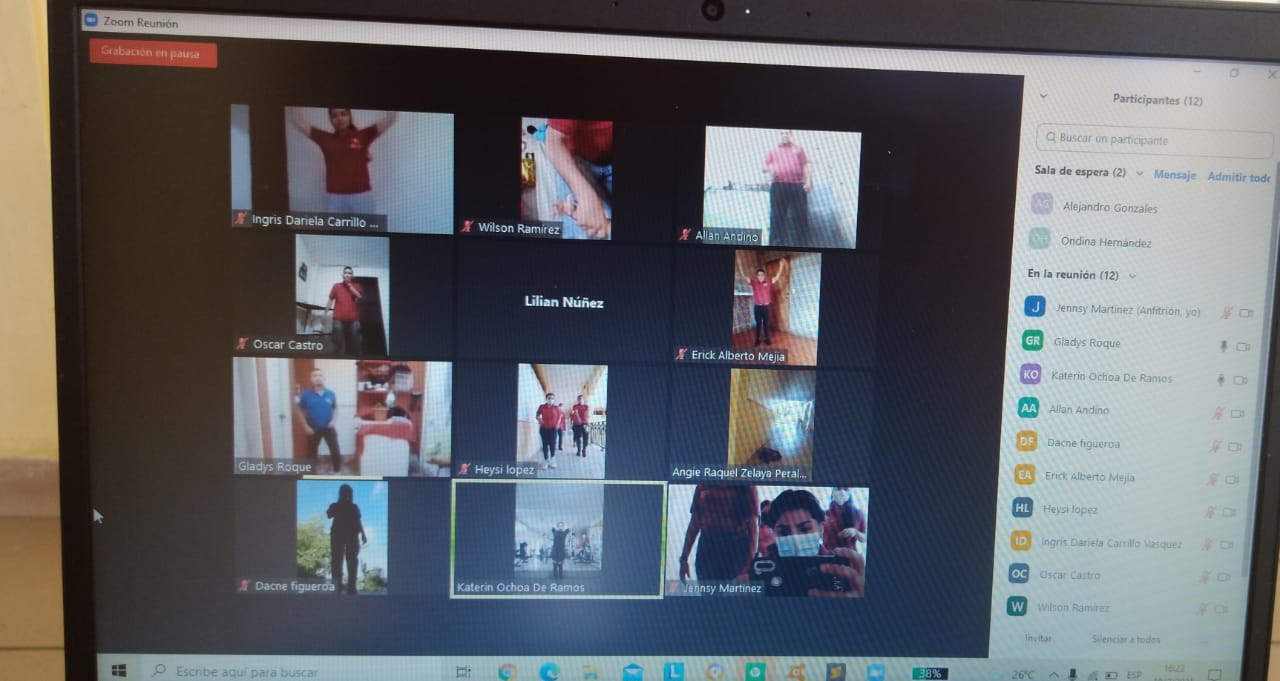 Zoom Reunión
Grabación en pausa
Ingris Dariela Carrillo ...
Wilson Ramírez
Allan Andino
Oscar Castro
Lilian Núñez
Erick Alberto Mejia
Gladys Roque
Heysi lopez
Angie Raquel Zelaya Peral...
Dacne figueroa
Katerin Ochoa De Ramos
Jennsy Martinez
Participantes (12)
Buscar un participante
Sala de espera (2)
Mensaje
Admitir tod
AG
Alejandro Gonzales
OH
Ondina Hernández
En la reunión (12)
J
Jennsy Martinez (Anfitrión, yo)
GR
Gladys Roque
KO
Katerin Ochoa De Ramos
AA
Allan Andino
DF
Dacne figueroa
EA
Erick Alberto Mejia
HL
Heysi lopez
ID
Ingris Dariela Carrillo Vasquez
OC
Oscar Castro
W
Wilson Ramírez
Invitar
Silenciar a todos
Escribe aquí para buscar
38%
26°C
ESP
16:22